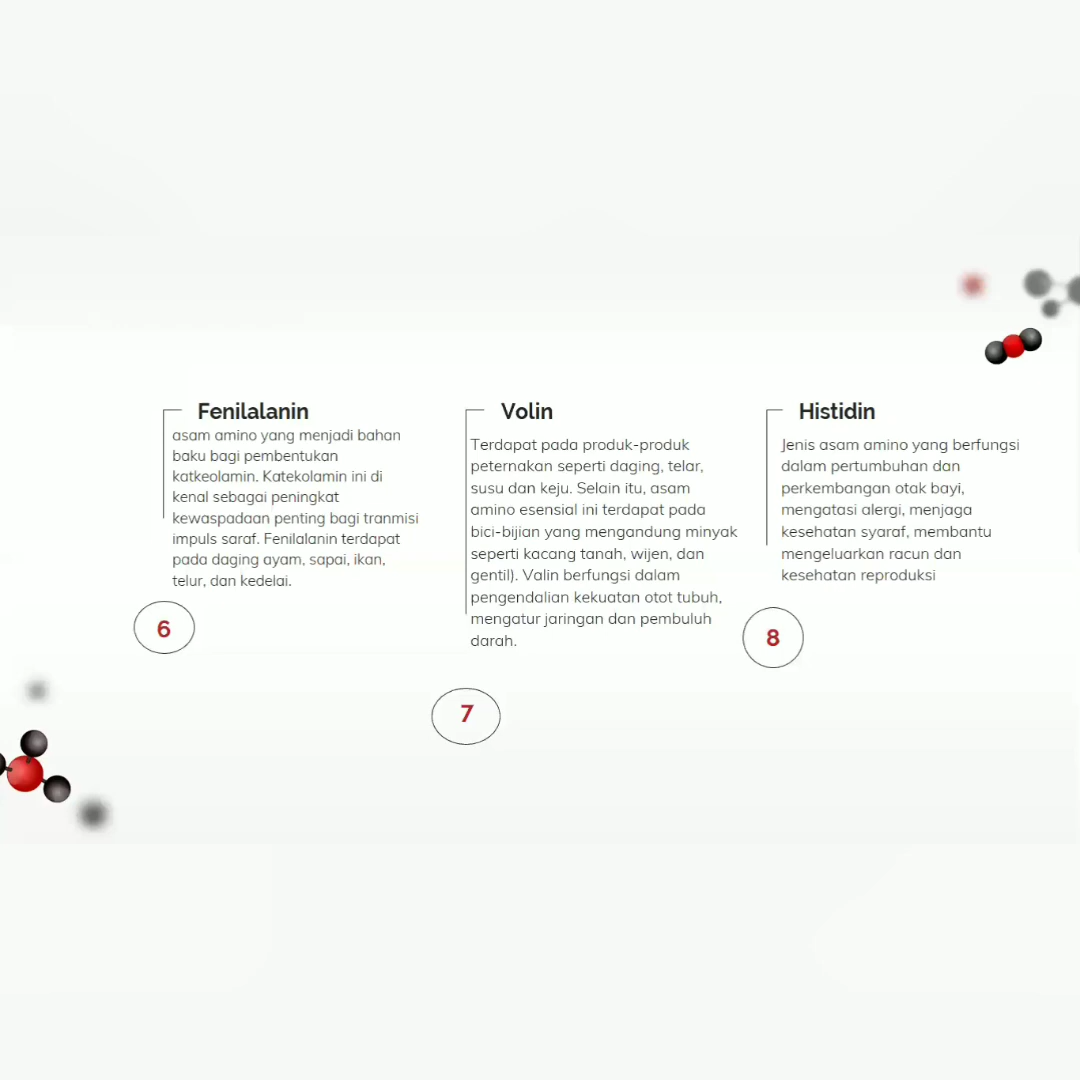 Fenilalanin
asam amino yang menjadi bahan
baku bagi pembentukan
katkeolamin. Katekolamin ini di
kenal sebagai peningkat
kewaspadaan penting bagi tranmisi
impuls saraf. Fenilalanin terdapat
pada daging ayam, sapai, ikan,
telur, dan kedelai.
6
Volin
Terdapat pada produk-produk
peternakan seperti daging, telar,
susu dan keju. Selain itu, asam
amino esensial ini terdapat pada
bici-bijian yang mengandung minyak
seperti kacang tanah, wijen, dan
gentil). Valin berfungsi dalam
pengendalian kekuatan otot tubuh,
mengatur jaringan dan pembuluh
darah.
7
Histidin
Jenis asam amino yang berfungsi
dalam pertumbuhan dan
perkembangan otak bayi,
mengatasi alergi, menjaga
kesehatan syaraf, membantu
mengeluarkan racun dan
kesehatan reproduksi
8